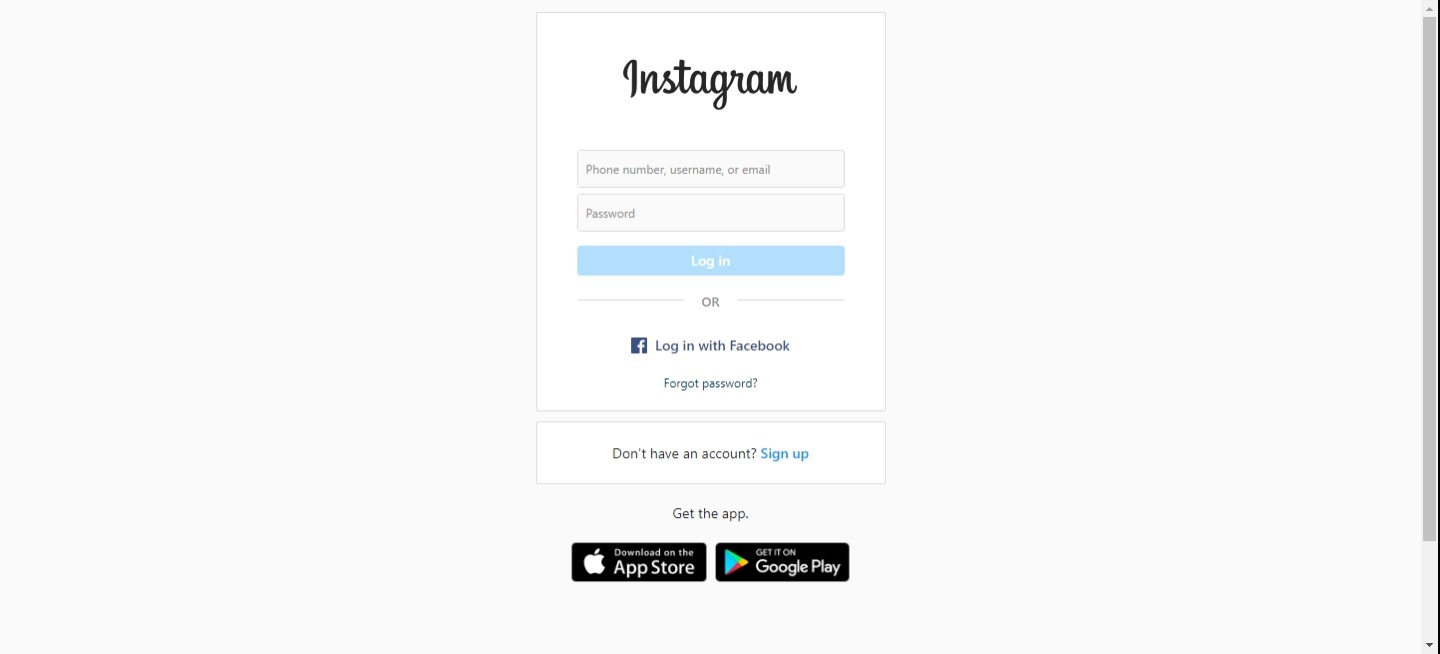 Instagram
Phone number, username, or email
Password
Log in
OR
Log in with Facebook
Forgot password?
Don't have an account? Sign up
Get the app.
Download on the
App Store
GET IT ON
Google Play